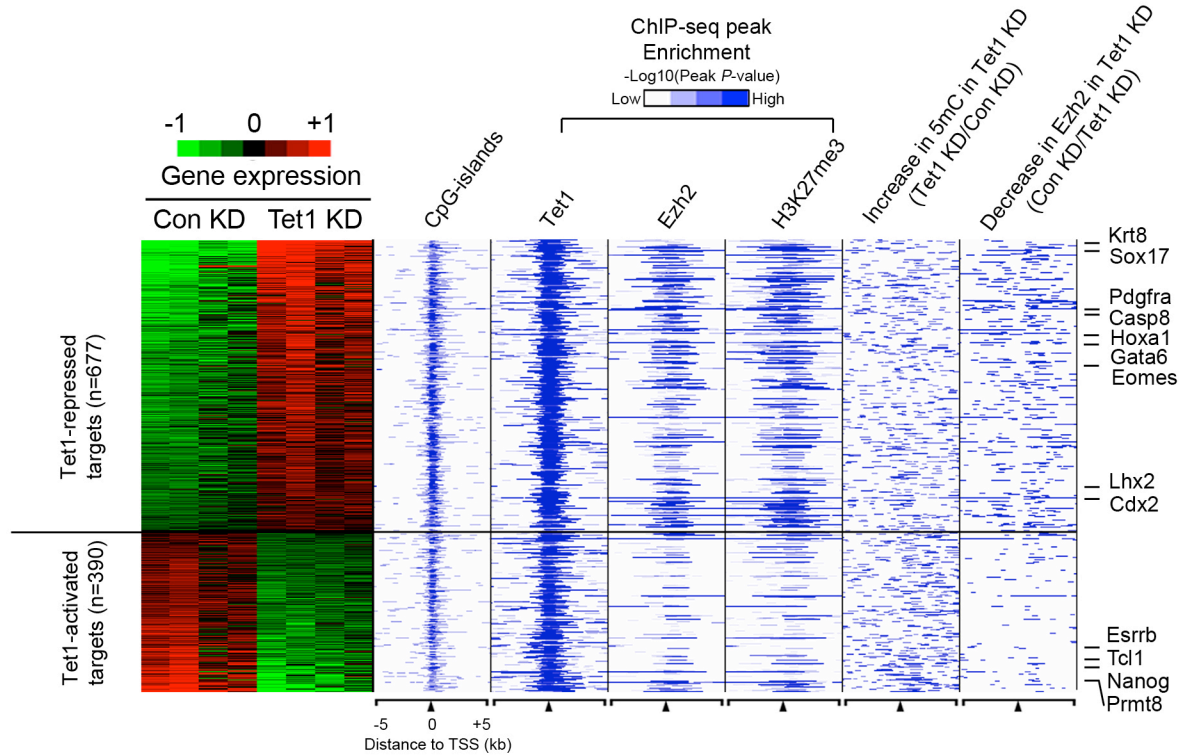 ChIP-seq peak
Enrichment
-Log10(Peak P-value)
Low High
-1 0 +1
Gene expression
Con KD Tet1 KD
CpG-islands
Tet1
Ezh2
H3K27me3
Increase in 5mC in Tet1 KD
(Tet1 KD/Con KD)
Decrease in Ezh2 in Tet1 KD
(Con KD/Tet1 KD)
Tet1-repressed
targets (n=677)
Tet1-activated
targets (n=390)
Krt8
Sox17
Pdgfra
Casp8
Hoxa1
Gata6
Eomes
Lhx2
Cdx2
Esrrb
Tcl1
Nanog
Prmt8
-5 0 +5
Distance to TSS (kb)